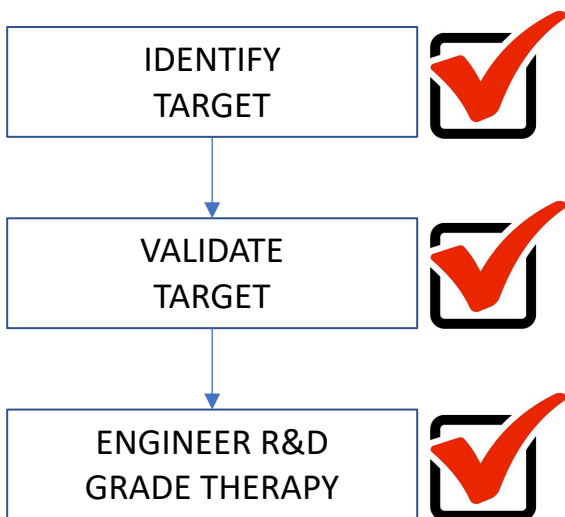 IDENTIFY
TARGET
VALIDATE
TARGET
ENGINEER R&D
GRADE THERAPY